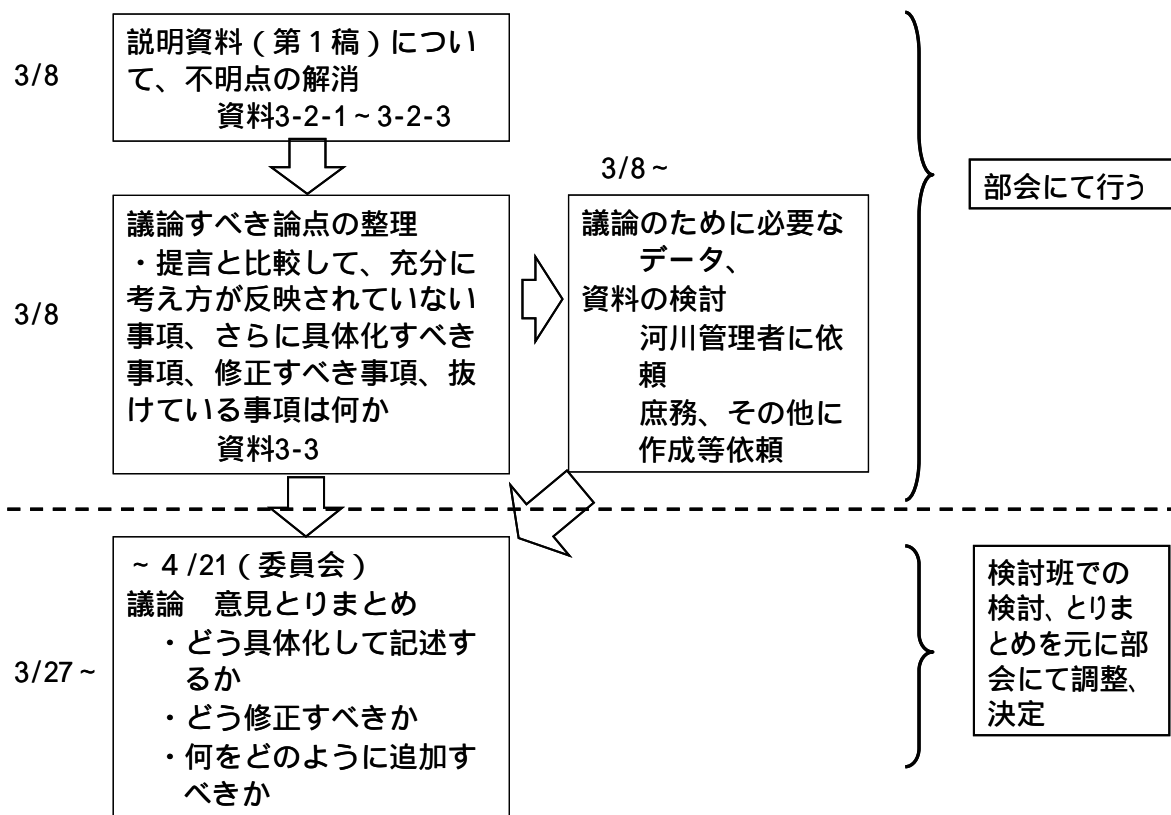 3/8
説明資料（第１稿）につい
て、不明点の解消
資料3-2-1～3-2-3
3/8
議論すべき論点の整理
・提言と比較して、充分に
考え方が反映されていない
事項、さらに具体化すべき
事項、修正すべき事項、抜
けている事項は何か
資料3-3
3/8～
議論のために必要な
データ、
資料の検討
河川管理者に依
頼
庶務、その他に
作成等依頼
部会にて行う
3/27～
～４/21（委員会）
議論　意見とりまとめ
・どう具体化して記述す
るか
・どう修正すべきか
・何をどのように追加す
べきか
検討班での
検討、とりま
とめを元に部
会にて調整、
決定